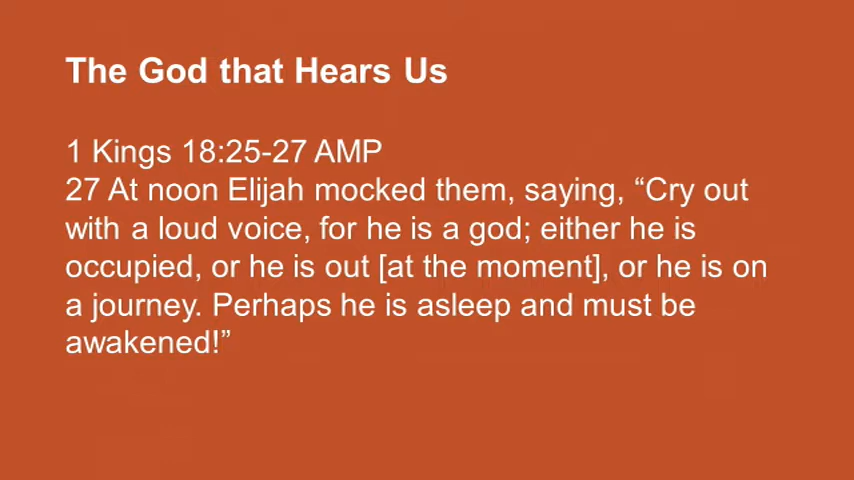 The God that Hears Us
1 Kings 18:25-27 AMP
27 At noon Elijah mocked them, saying, “Cry out
with a loud voice, for he is a god; either he is
occupied, or he is out [at the moment], or he is on
a journey. Perhaps he is asleep and must be
awakened!”